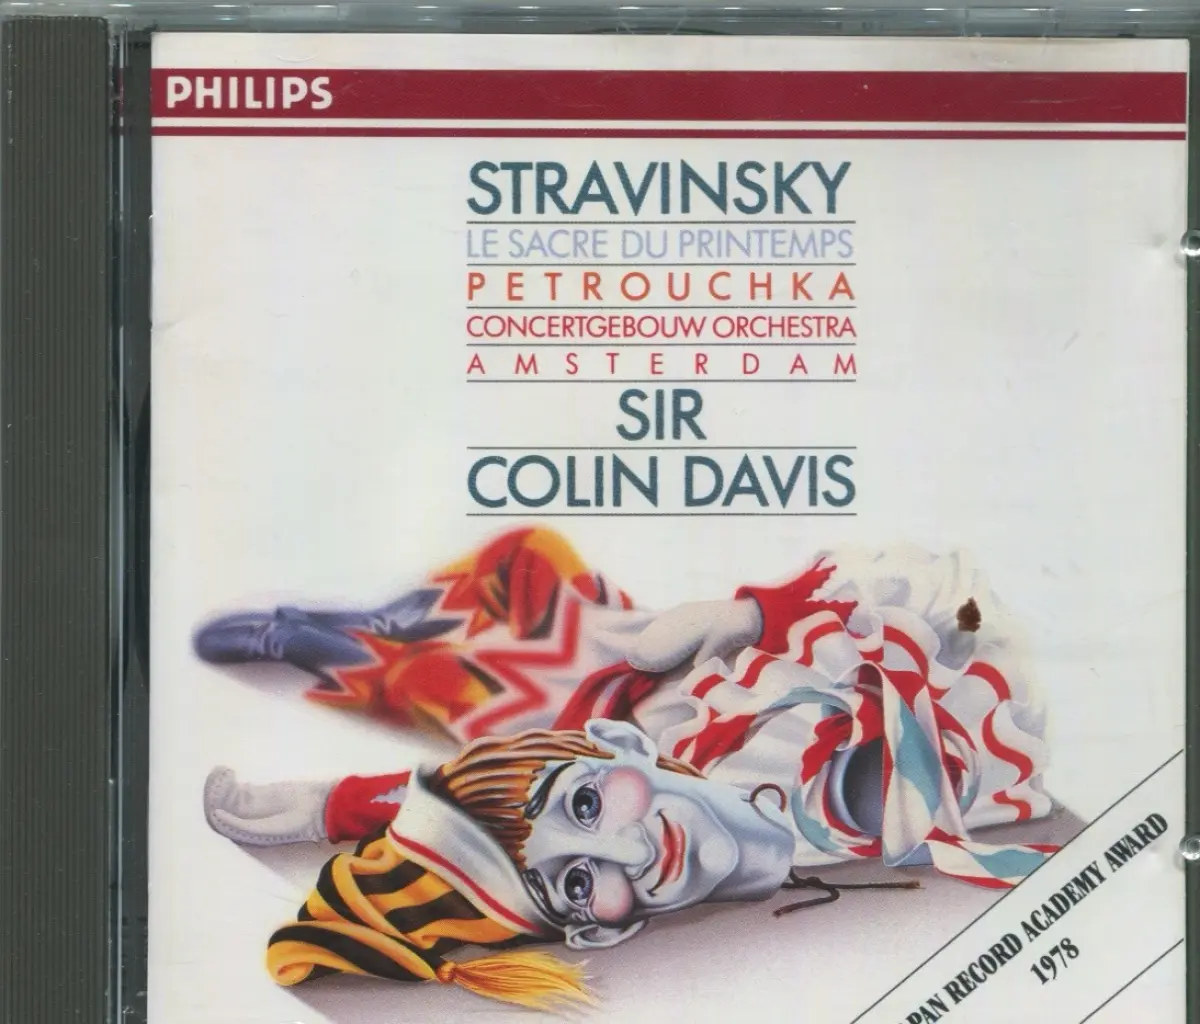 PHILIPS
STRAVINSKY
LE SACRE DU PRINTEMPS
PETROUCHKA
CONCERTGEBOUW ORCHESTRA
AMSTERDAM
SIR
COLIN DAVIS
RECORD ACADEMY AWARD
1978